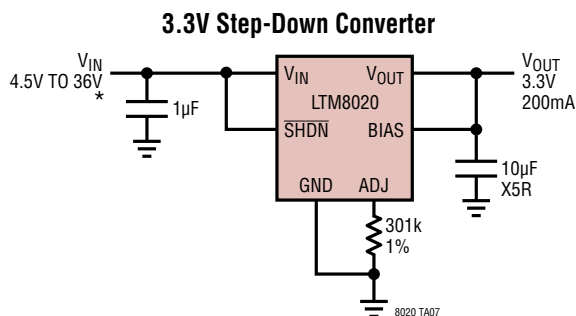 3.3V Step-Down Converter
VIN
4.5V TO 36V
*
1µF
VIN
VOUT
LTM8020
SHDN
BIAS
GND
ADJ
VOUT
3.3V
200mA
10µF
X5R
301k
1%
8020 TA07